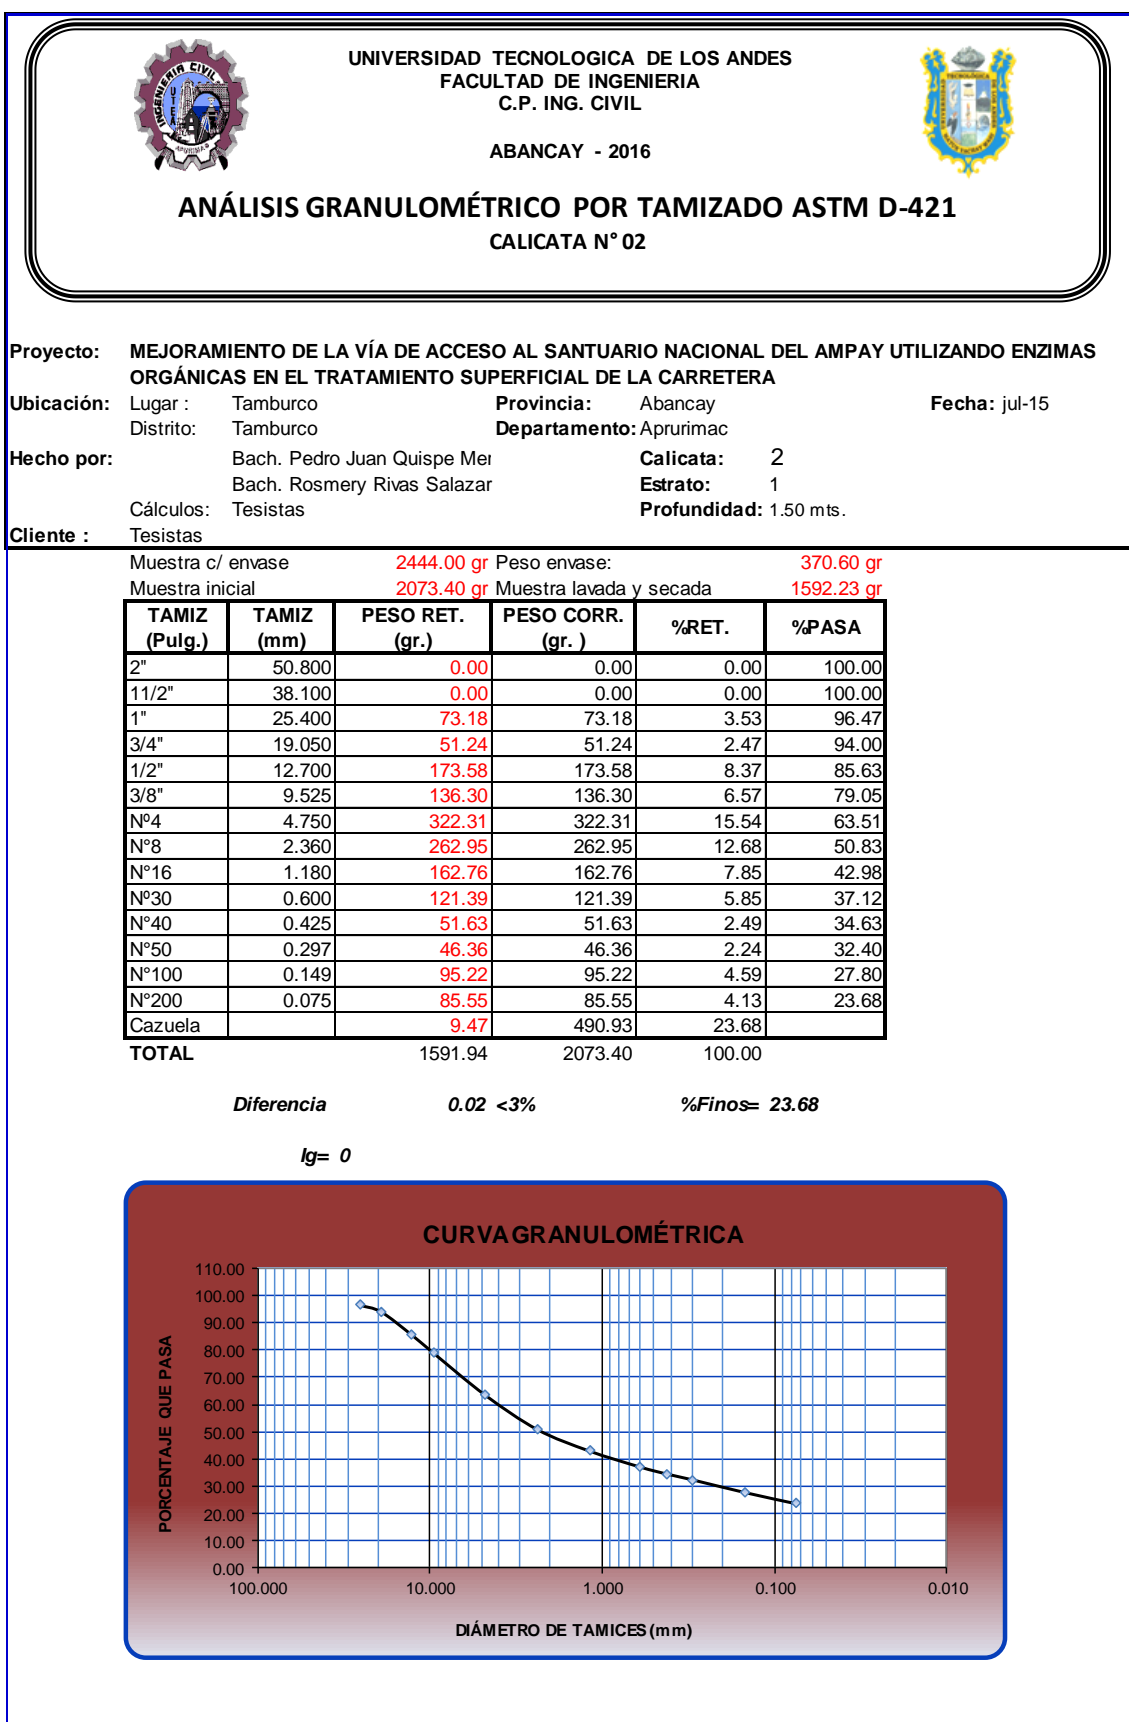 UNIVERSIDAD TECNOLOGICA DE LOS ANDES
FACULTAD DE INGENIERIA
C.P. ING. CIVIL
ABANCAY - 2016
INGENIERIA CIVIL
UTEA
APURIMAC
TECNOLOGICA
ANÁLISIS GRANULOMÉTRICO POR TAMIZADO ASTM D-421
CALICATA N° 02
Proyecto: MEJORAMIENTO DE LA VÍA DE ACCESO AL SANTUARIO NACIONAL DEL AMPAY UTILIZANDO ENZIMAS
ORGÁNICAS EN EL TRATAMIENTO SUPERFICIAL DE LA CARRETERA
Ubicación: Lugar : Tamburco Provincia: Abancay Fecha: jul-15
Distrito: Tamburco Departamento: Aprurimac
Hecho por: Bach. Pedro Juan Quispe Mer Calicata: 2
Bach. Rosmery Rivas Salazar Estrato: 1
Cálculos: Tesistas Profundidad: 1.50 mts.
Cliente : Tesistas
Muestra c/ envase 2444.00 gr Peso envase: 370.60 gr
Muestra inicial 2073.40 gr Muestra lavada y secada 1592.23 gr
TAMIZ (Pulg.) TAMIZ (mm) PESO RET. (gr.) PESO CORR. (gr. ) %RET. %PASA
2" 50.800 0.00 0.00 0.00 100.00
11/2" 38.100 0.00 0.00 0.00 100.00
1" 25.400 73.18 73.18 3.53 96.47
3/4" 19.050 51.24 51.24 2.47 94.00
1/2" 12.700 173.58 173.58 8.37 85.63
3/8" 9.525 136.30 136.30 6.57 79.05
Nº4 4.750 322.31 322.31 15.54 63.51
N°8 2.360 262.95 262.95 12.68 50.83
N°16 1.180 162.76 162.76 7.85 42.98
Nº30 0.600 121.39 121.39 5.85 37.12
N°40 0.425 51.63 51.63 2.49 34.63
N°50 0.297 46.36 46.36 2.24 32.40
N°100 0.149 95.22 95.22 4.59 27.80
N°200 0.075 85.55 85.55 4.13 23.68
Cazuela 9.47 490.93 23.68
TOTAL 1591.94 2073.40 100.00
Diferencia 0.02 <3% %Finos= 23.68
Ig= 0
CURVA GRANULOMÉTRICA
PORCENTAJE QUE PASA
110.00
100.00
90.00
80.00
70.00
60.00
50.00
40.00
30.00
20.00
10.00
0.00
100.000 10.000 1.000 0.100 0.010
DIÁMETRO DE TAMICES (mm)